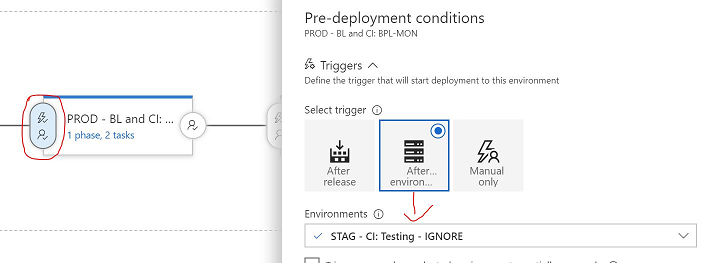 PROD - BL and CI: ...
1 phase, 2 tasks
Pre-deployment conditions
PROD - BL and CI: BPL-MON
Triggers
Define the trigger that will start deployment to this environment
Select trigger
After
release
After...
environ...
Manual
only
Environments
STAG - CI: Testing - IGNORE